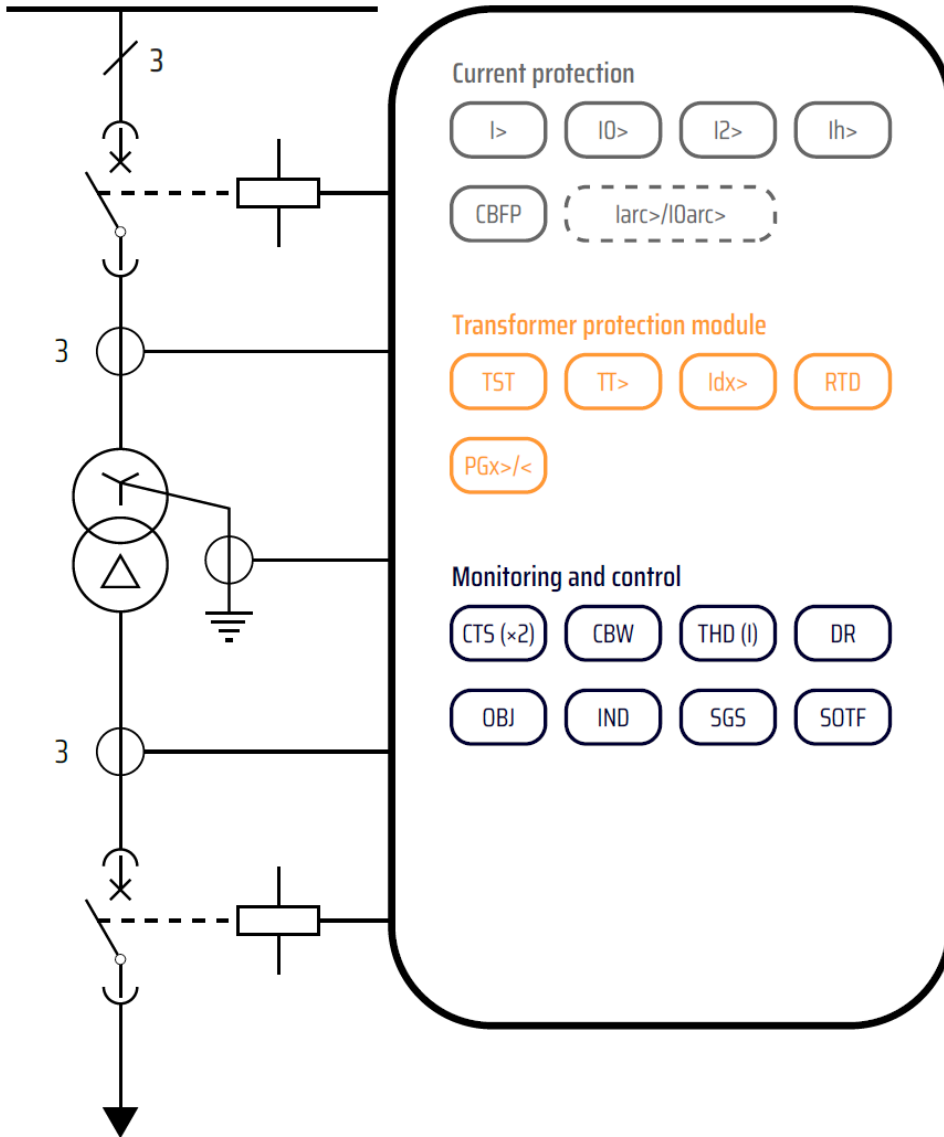 3
Current protection
I> I0> I2> Ih>
CBFP Iarc>/I0arc>
3
Transformer protection module
TST TT> Idx> RTD
PGx>/<
Monitoring and control
CTS (×2) CBW THD (I) DR
OBJ IND SGS SOTF
3